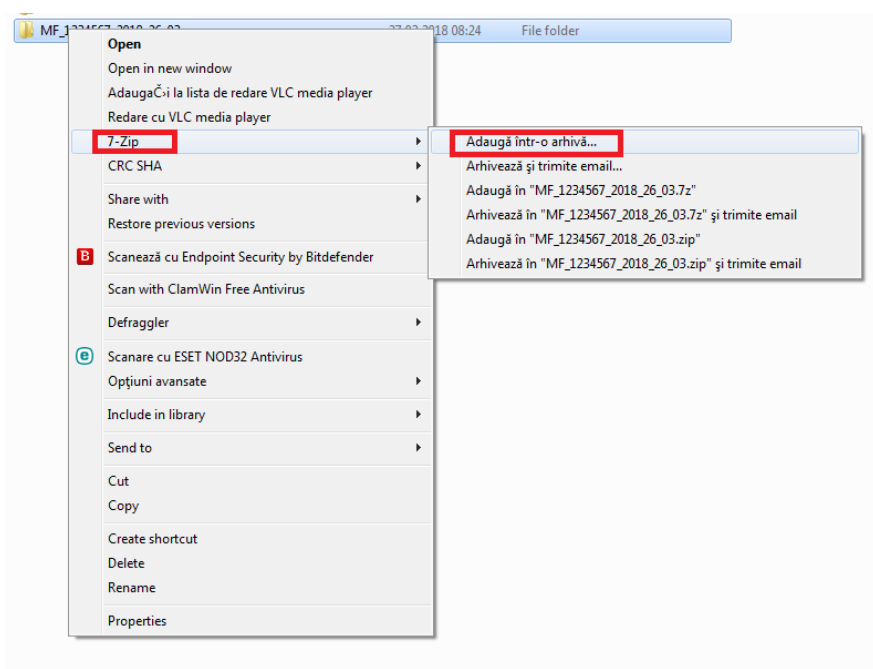 MF_1234567_2018_26_03 27.03.2018 08:24 File folder
Open
Open in new window
AdaugaČ›i la lista de redare VLC media player
Redare cu VLC media player
7-Zip
CRC SHA
Share with
Restore previous versions
B Scanează cu Endpoint Security by Bitdefender
Scan with ClamWin Free Antivirus
Defraggler
e Scanare cu ESET NOD32 Antivirus
Opţiuni avansate
Include in library
Send to
Cut
Copy
Create shortcut
Delete
Rename
Properties
Adaugă într-o arhivă...
Arhivează şi trimite email...
Adaugă în "MF_1234567_2018_26_03.7z"
Arhivează în "MF_1234567_2018_26_03.7z" şi trimite email
Adaugă în "MF_1234567_2018_26_03.zip"
Arhivează în "MF_1234567_2018_26_03.zip" şi trimite email